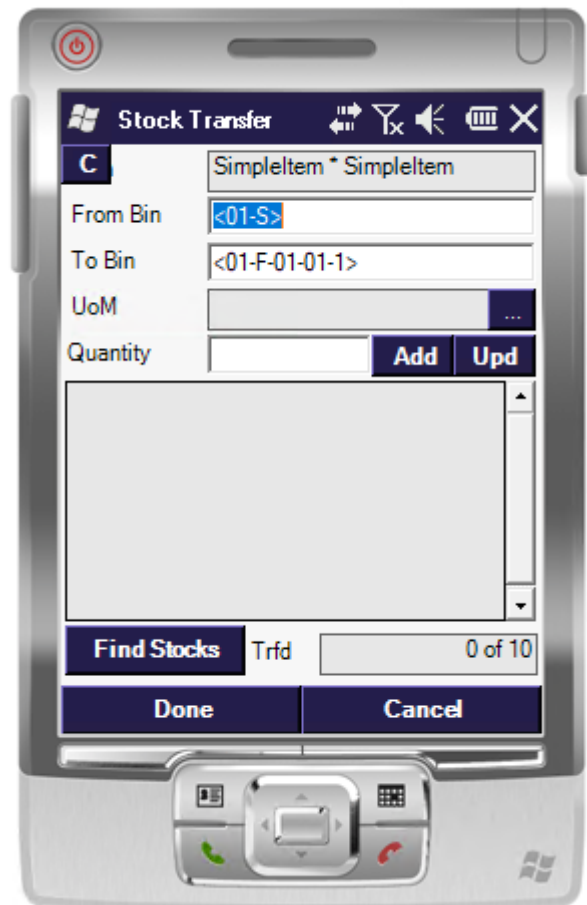 Stock Transfer
C SimpleItem * SimpleItem
From Bin <01-S>
To Bin <01-F-01-01-1>
UoM ...
Quantity Add Upd
Find Stocks Trfd 0 of 10
Done Cancel